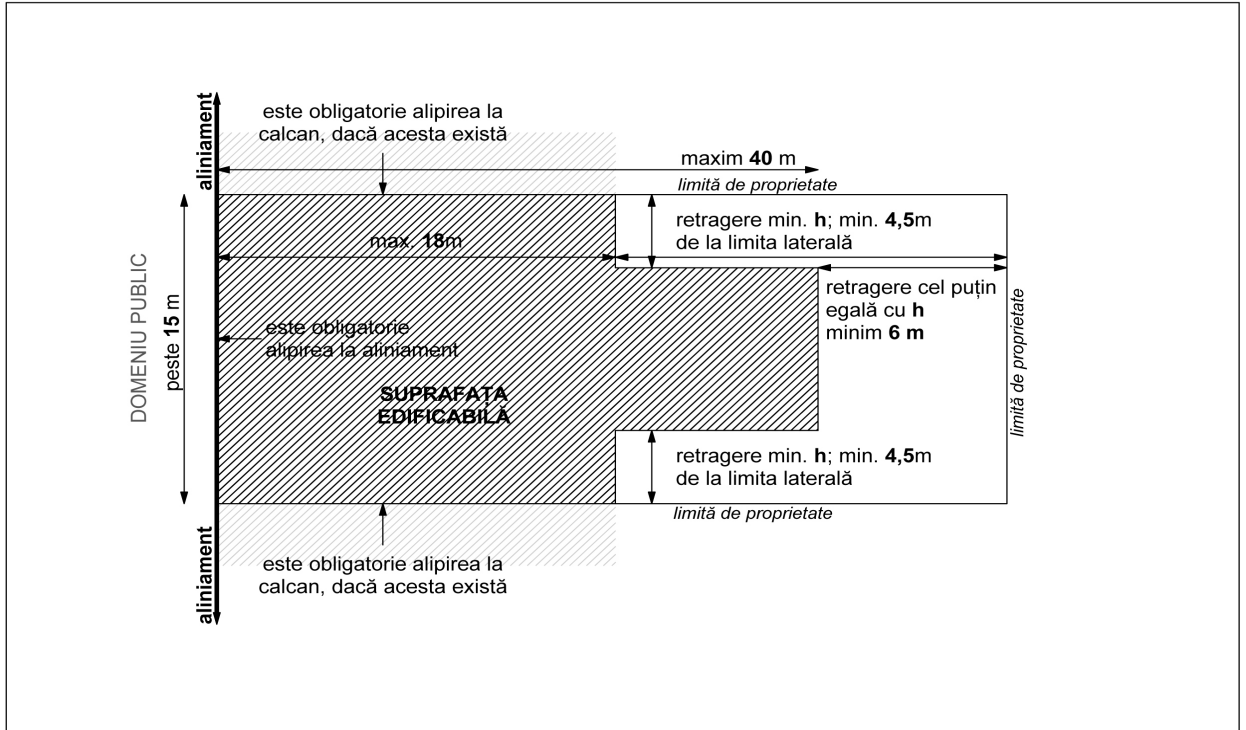 aliniament
este obligatorie alipirea la
calcan, dacă acesta există
maxim 40 m
limită de proprietate
retragere min. h; min. 4,5m
de la limita laterală
max. 18m
DOMENIU PUBLIC
peste 15 m
retragere cel puțin
egală cu h
minim 6 m
limită de proprietate
este obligatorie
alipirea la aliniament
SUPRAFAȚA
EDIFICABILĂ
retragere min. h; min. 4,5m
de la limita laterală
limită de proprietate
aliniament
este obligatorie alipirea la
calcan, dacă acesta există